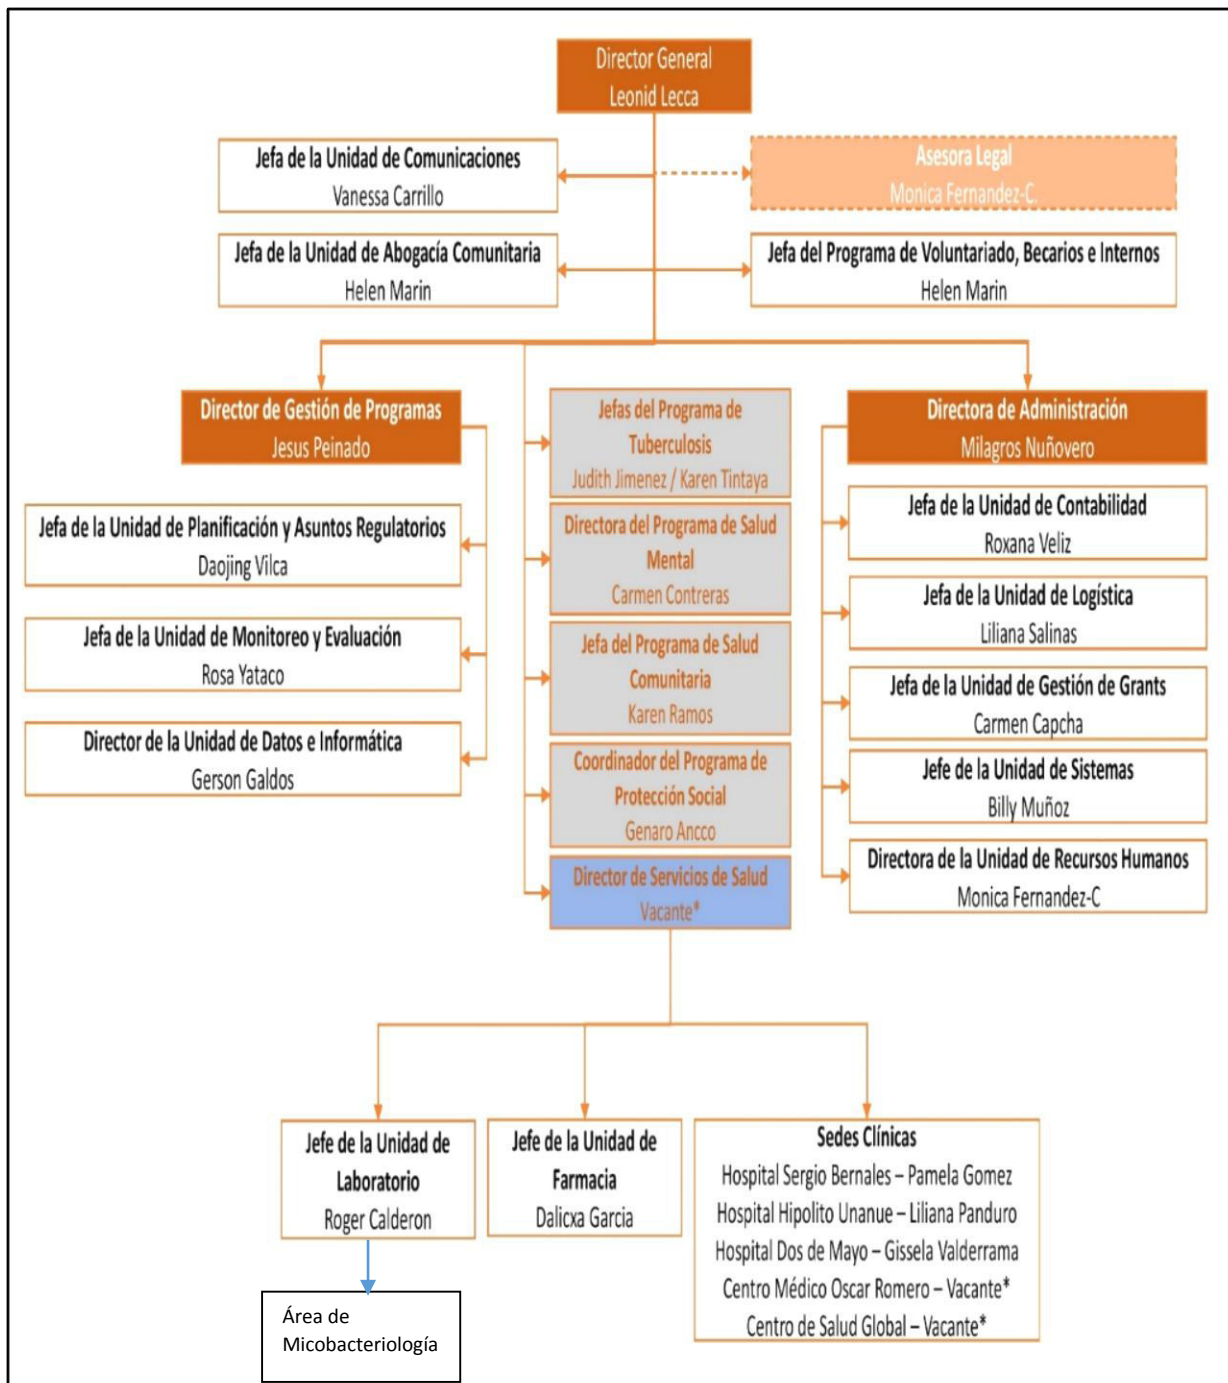 Director General
Leonid Lecca
Jefa de la Unidad de Comunicaciones
Vanessa Carrillo
Asesora Legal
Monica Fernandez-C.
Jefa de la Unidad de Abogacía Comunitaria
Helen Marin
Jefa del Programa de Voluntariado, Becarios e Internos
Helen Marin
Director de Gestión de Programas
Jesus Peinado
Jefa de la Unidad de Planificación y Asuntos Regulatorios
Daojing Vilca
Jefa de la Unidad de Monitoreo y Evaluación
Rosa Yataco
Director de la Unidad de Datos e Informática
Gerson Galdos
Jefas del Programa de
Tuberculosis
Judith Jimenez / Karen Tintaya
Directora del Programa de Salud
Mental
Carmen Contreras
Jefa del Programa de Salud
Comunitaria
Karen Ramos
Coordinador del Programa de
Protección Social
Genaro Ancco
Director de Servicios de Salud
Vacante*
Directora de Administración
Milagros Nuñovero
Jefa de la Unidad de Contabilidad
Roxana Veliz
Jefa de la Unidad de Logística
Liliana Salinas
Jefa de la Unidad de Gestión de Grants
Carmen Capcha
Jefe de la Unidad de Sistemas
Billy Muñoz
Directora de la Unidad de Recursos Humanos
Monica Fernandez-C
Jefe de la Unidad de
Laboratorio
Roger Calderon
Área de
Micobacteriología
Jefe de la Unidad de
Farmacia
Dalicxa Garcia
Sedes Clínicas
Hospital Sergio Bernales – Pamela Gomez
Hospital Hipolito Unanue – Liliana Panduro
Hospital Dos de Mayo – Gissela Valderrama
Centro Médico Oscar Romero – Vacante*
Centro de Salud Global – Vacante*